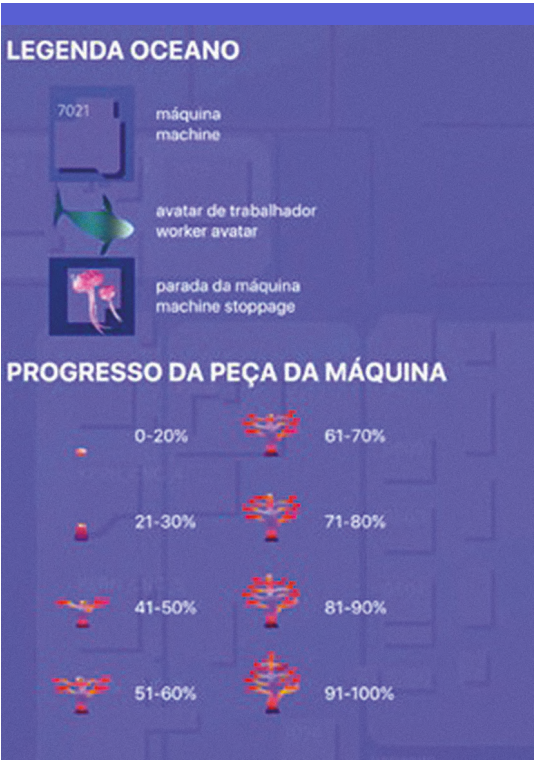 LEGENDA OCEANO
7021
máquina
machine
avatar de trabalhador
worker avatar
parada da máquina
machine stoppage
PROGRESSO DA PEÇA DA MÁQUINA
0-20%
61-70%
21-30%
71-80%
41-50%
81-90%
51-60%
91-100%